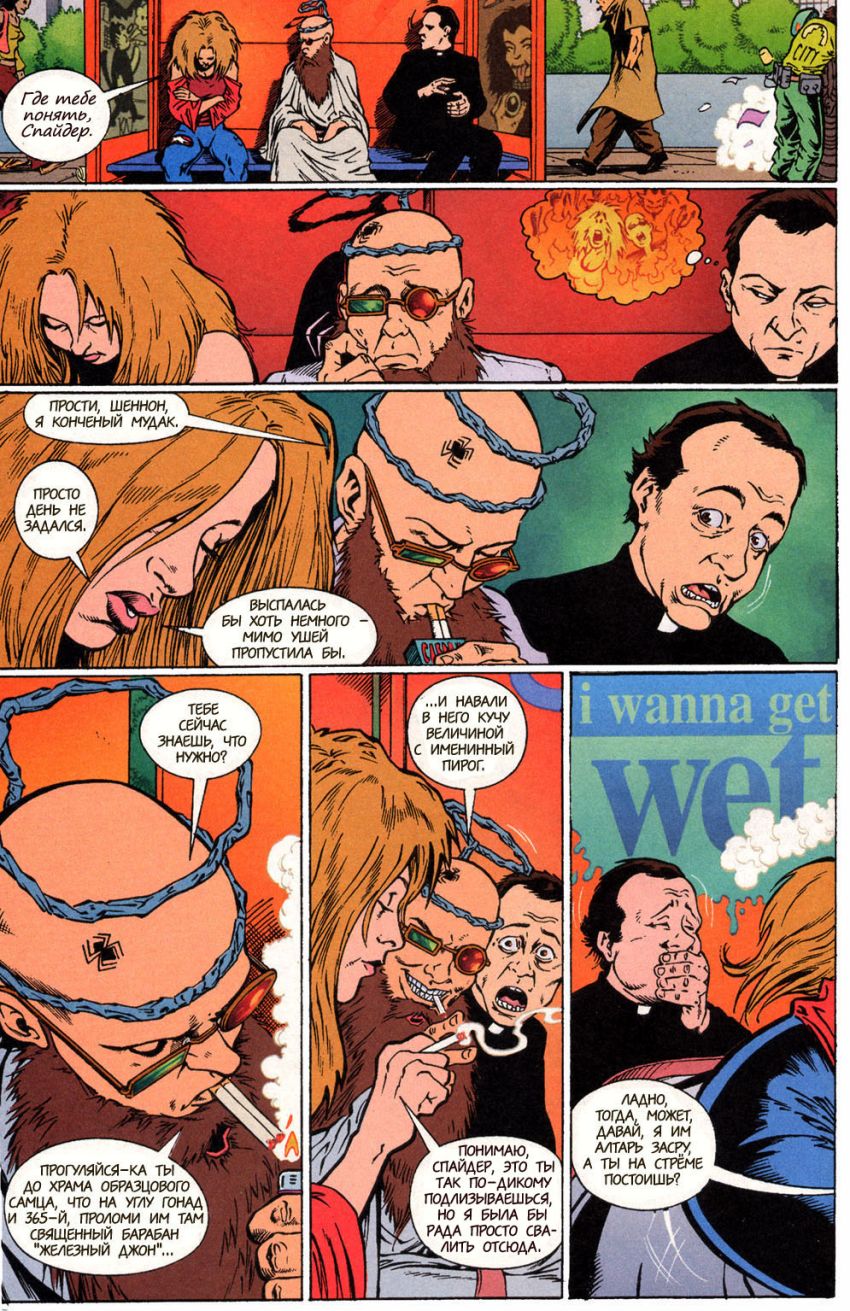 Где тебе
понять,
Спайдер.
ПРОСТИ, ШЕННОН,
Я КОНЧЕНЫЙ МУДАК.
ПРОСТО
ДЕНЬ НЕ
ЗАДАЛСЯ.
ВЫСПАЛАСЬ
БЫ ХОТЬ НЕМНОГО –
МИМО УШЕЙ
ПРОПУСТИЛА БЫ.
ТЕБЕ
СЕЙЧАС
ЗНАЕШЬ, ЧТО
НУЖНО?
ПРОГУЛЯЙСЯ-КА ТЫ
ДО ХРАМА ОБРАЗЦОВОГО
САМЦА, ЧТО НА УГЛУ ГОНАД
И 365-Й, ПРОЛОМИ ИМ ТАМ
СВЯЩЕННЫЙ БАРАБАН
"ЖЕЛЕЗНЫЙ ДЖОН"...
...И НАВАЛИ
В НЕГО КУЧУ
ВЕЛИЧИНОЙ
С ИМЕНИННЫЙ
ПИРОГ.
ПОНИМАЮ,
СПАЙДЕР, ЭТО ТЫ
ТАК ПО-ДИКОМУ
ПОДЛИЗЫВАЕШЬСЯ,
НО Я БЫЛА БЫ
РАДА ПРОСТО СВА-
ЛИТЬ ОТСЮДА.
i wanna get
wet
ЛАДНО,
ТОГДА, МОЖЕТ,
ДАВАЙ, Я ИМ
АЛТАРЬ ЗАСРУ,
А ТЫ НА СТРЁМЕ
ПОСТОИШЬ?